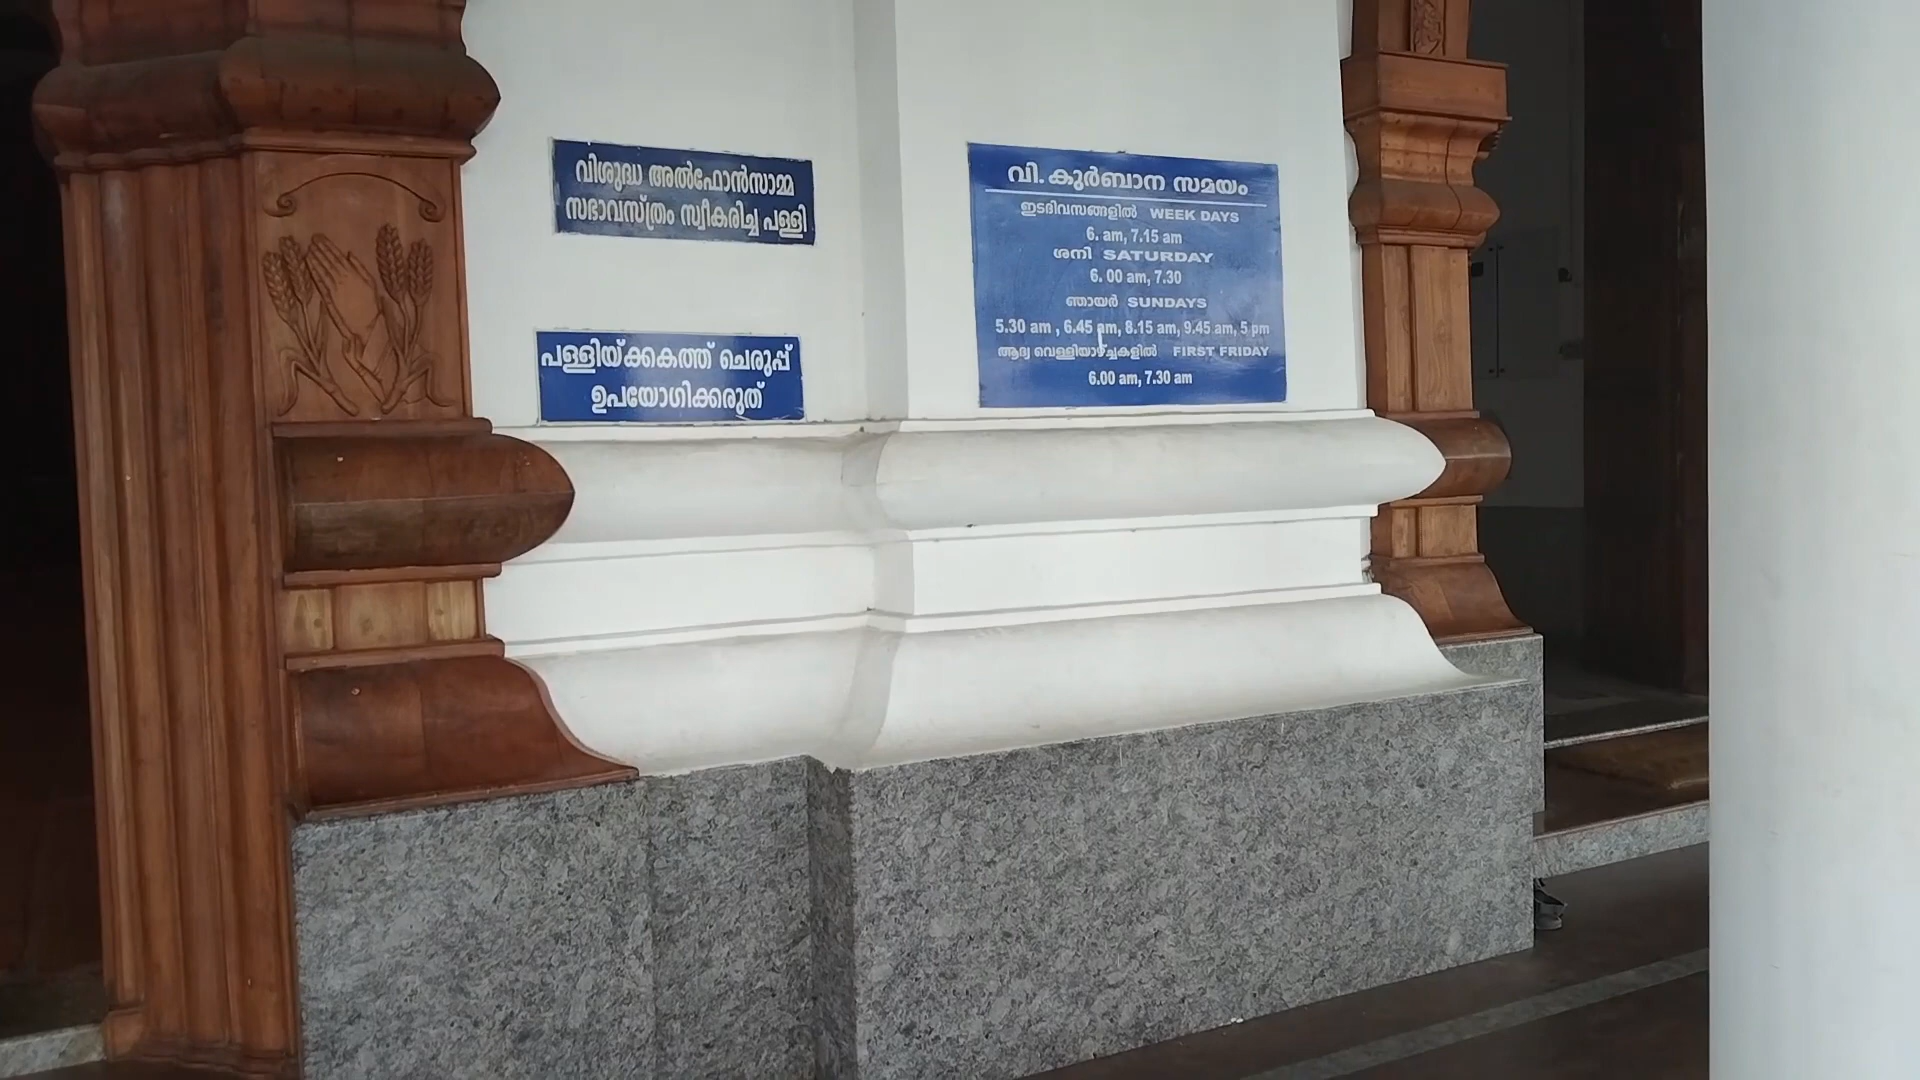 വിശുദ്ധ അൽഫോൻസാമ്മ
സഭാവസ്ത്രം സ്വീകരിച്ച പള്ളി
പള്ളിയ്ക്കകത്ത് ചെരുപ്പ്
ഉപയോഗിക്കരുത്
വി. കുർബാന സമയം
ഇടദിവസങ്ങളിൽ WEEK DAYS
6. am, 7.15 am
ശനി SATURDAY
6. 00 am, 7.30
ഞായർ SUNDAYS
5.30 am , 6.45 am, 8.15 am, 9.45 am, 5 pm
ആദ്യ വെള്ളിയാഴ്ച്ചകളിൽ FIRST FRIDAY
6.00 am, 7.30 am